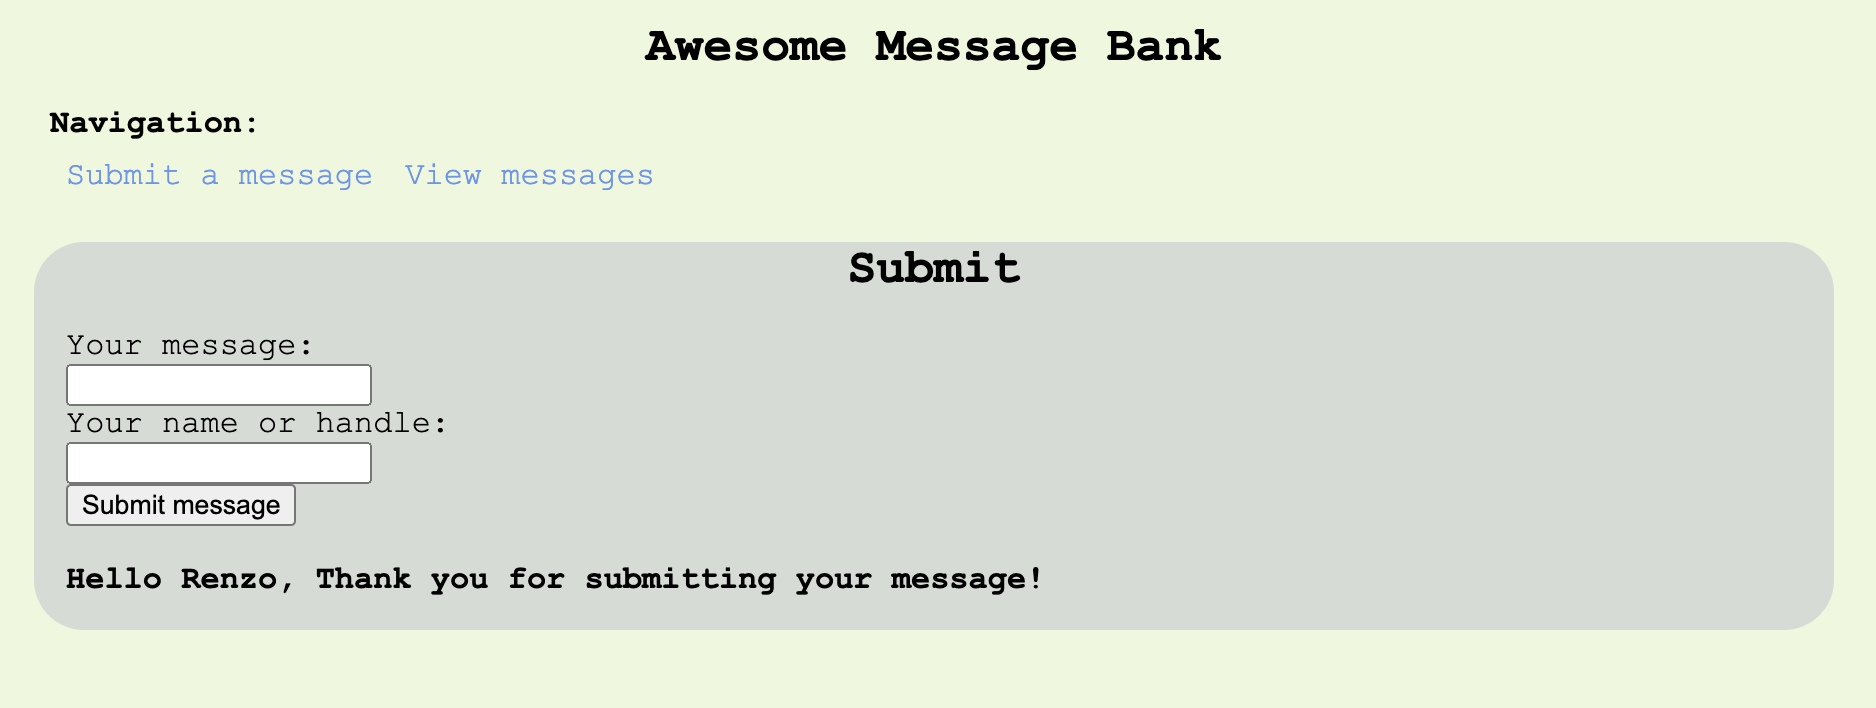 Awesome Message Bank
Navigation:
Submit a message View messages
Submit
Your message:
Your name or handle:
Submit message
Hello Renzo, Thank you for submitting your message!